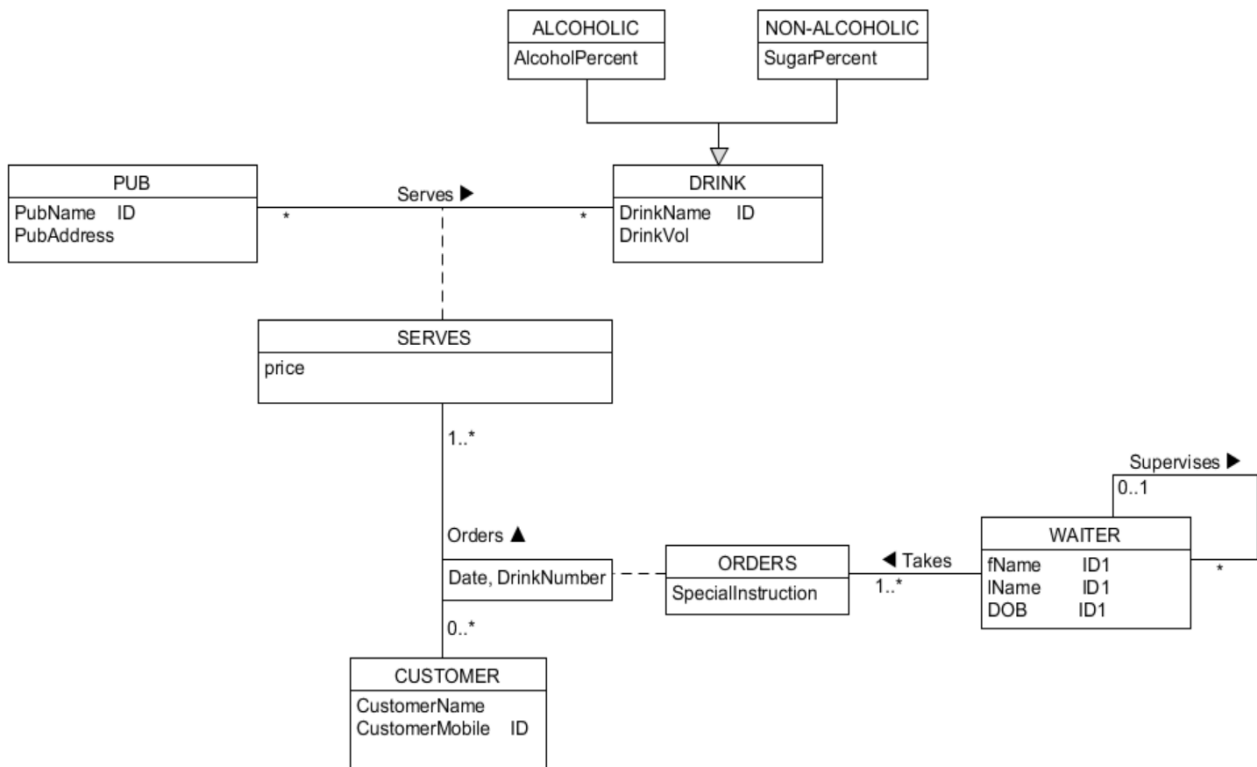 ALCOHOLIC
AlcoholPercent
NON-ALCOHOLIC
SugarPercent
PUB
PubName ID
PubAddress
Serves ▶
*
*
DRINK
DrinkName ID
DrinkVol
SERVES
price
1..*
Orders ▲
Date, DrinkNumber
0..*
ORDERS
SpecialInstruction
◀ Takes
1..*
Supervises ▶
0..1
WAITER
fName ID1
lName ID1
DOB ID1
*
CUSTOMER
CustomerName
CustomerMobile ID